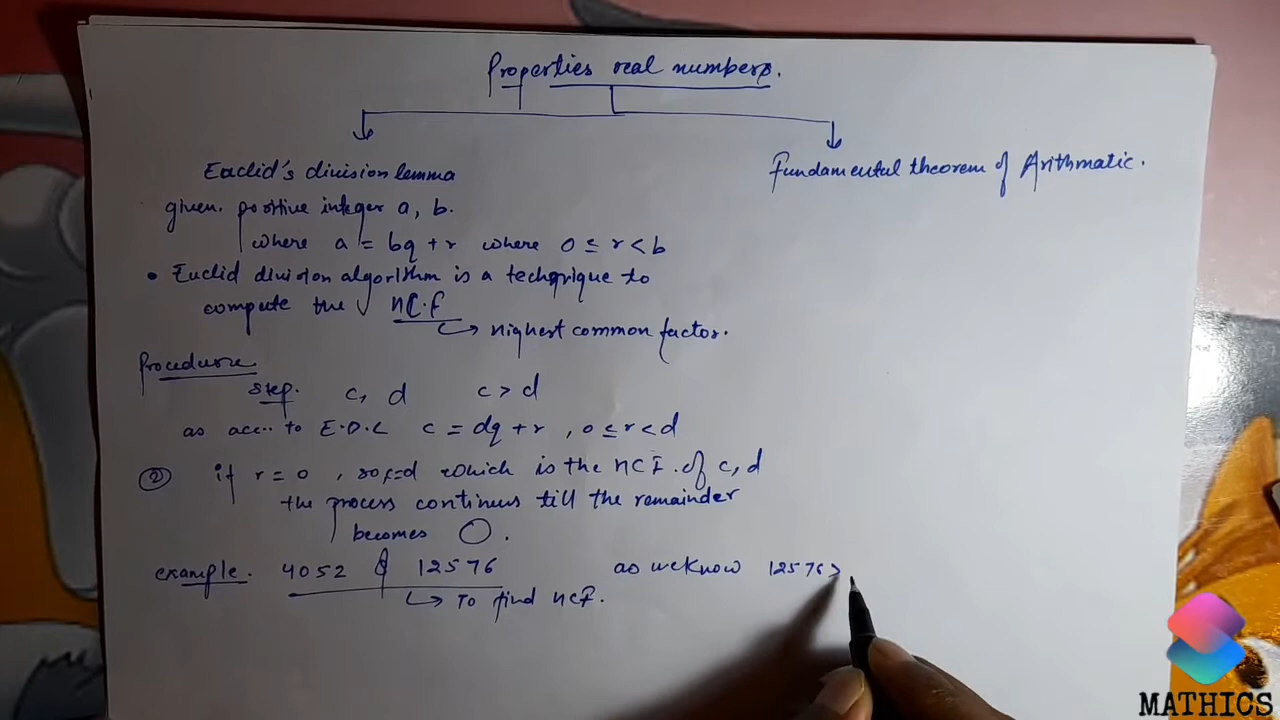 Properties real numbers.
Euclid's division lemma
Fundamental theorem of Arithmatic.
given. positive integer a, b.
where a = bq + r where 0 ≤ r < b
• Euclid division algorithm is a technique to
compute the H.C.F
↳ highest common factor.
Procedure
step. c, d c > d
as acc.. to E.D.L c = dq + r , 0 ≤ r < d
② if r = 0 , which is the HCF. of c, d
the process continus till the remainder
becomes 0.
example. 4052 & 12576 as we know 12576 >
↳ To find HCF.
MATHICS